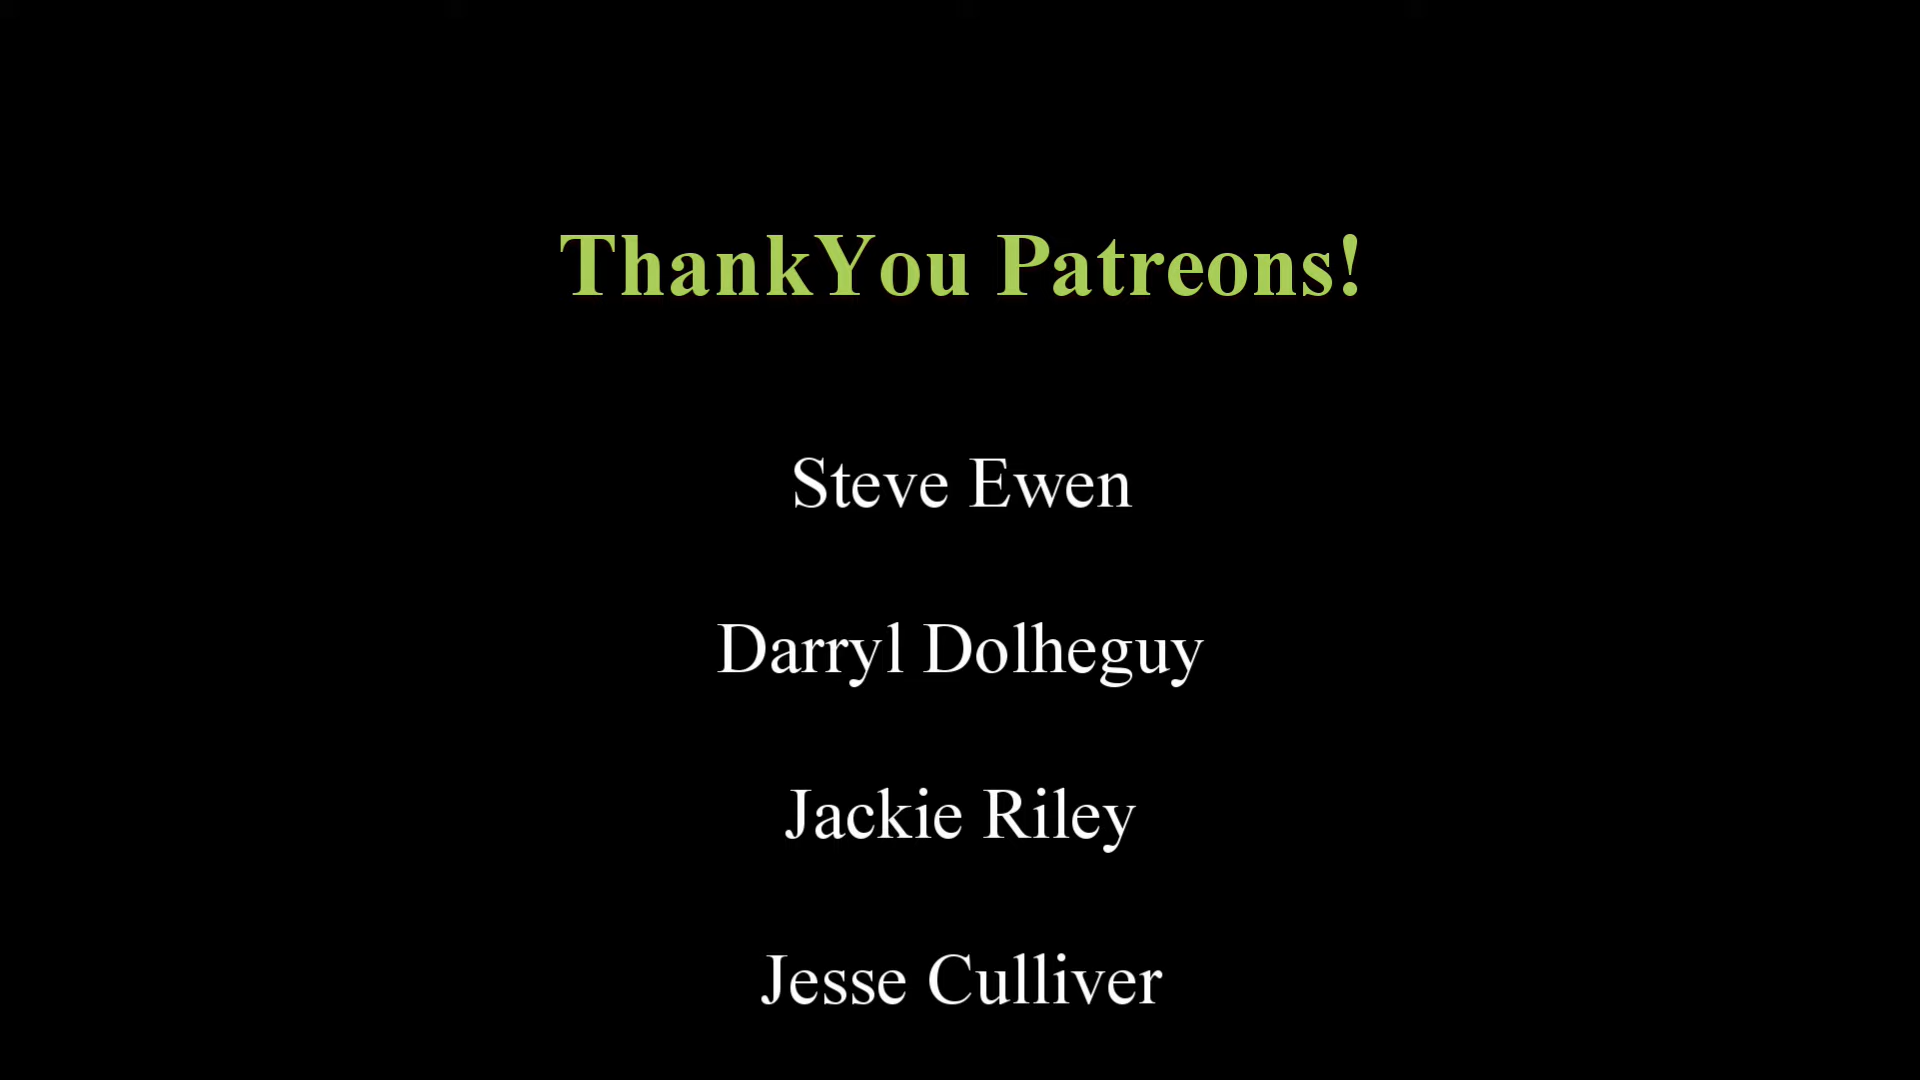 ThankYou Patreons!
Steve Ewen
Darryl Dolheguy
Jackie Riley
Jesse Culliver